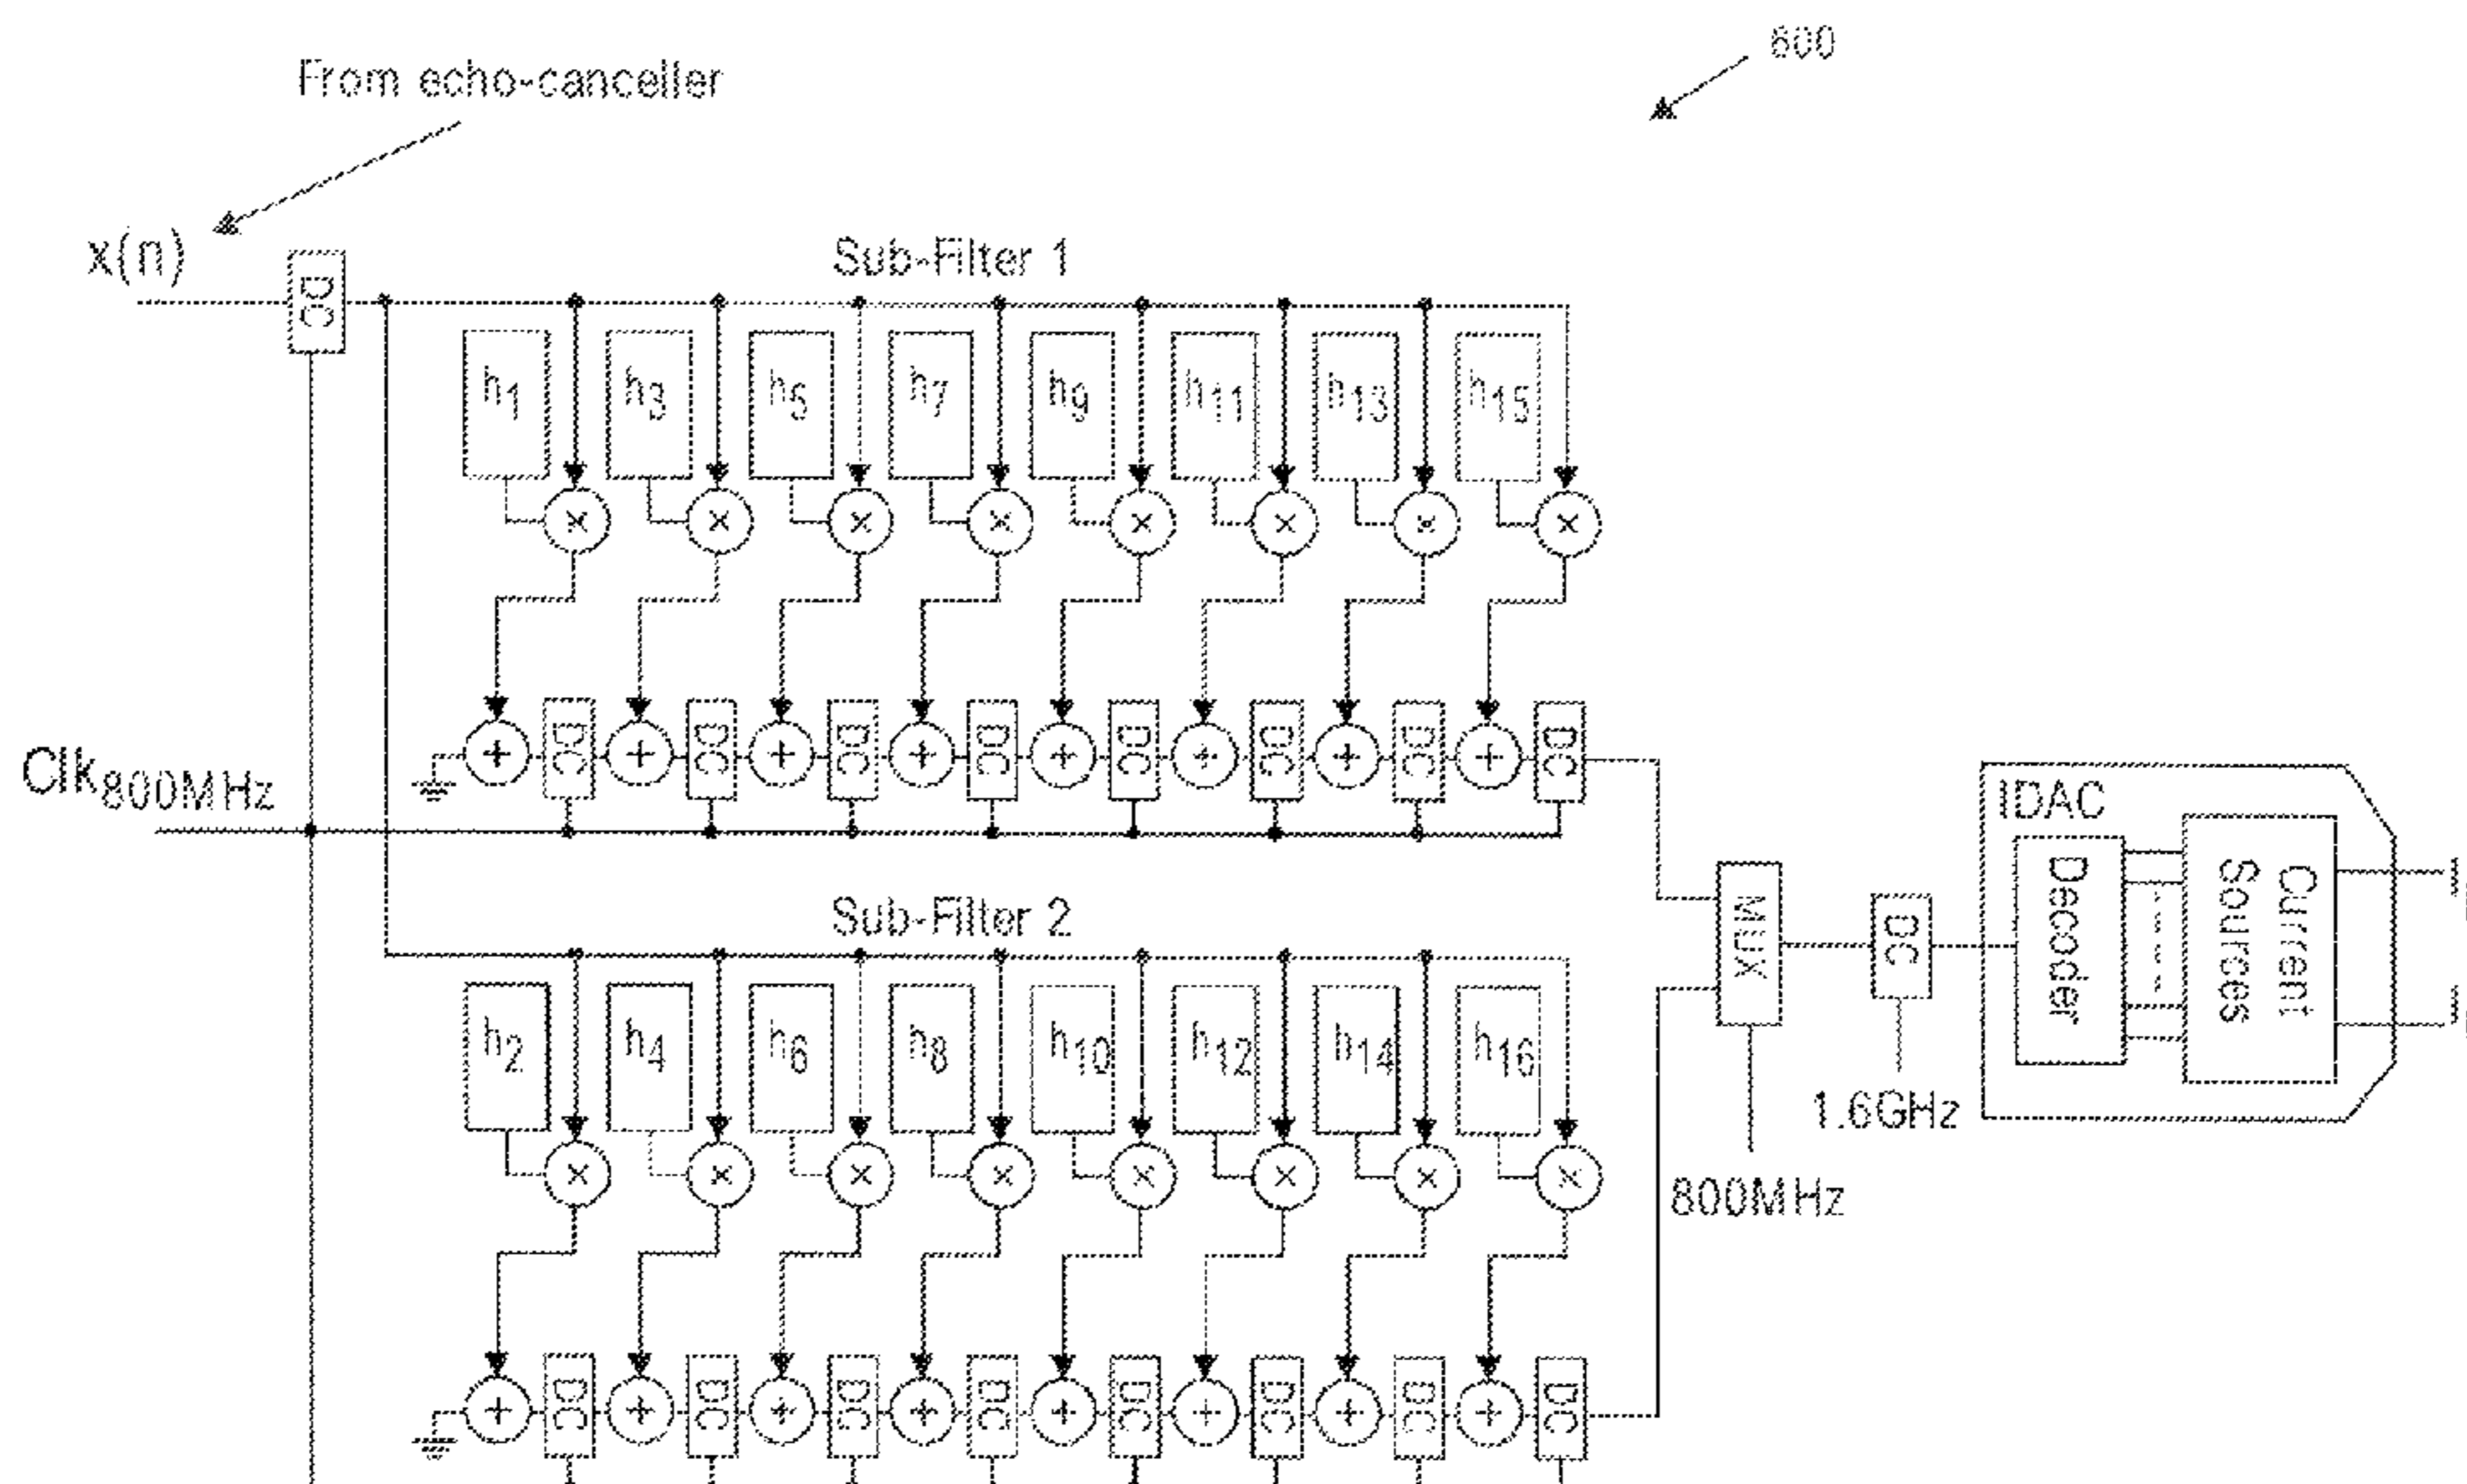 600
From echo-canceller
x(n)
DC
Sub-Filter 1
h1 h3 h5 h7 h9 h11 h13 h15
× × × × × × × ×
+ DC + DC + DC + DC + DC + DC + DC + DC
Clk800MHz
Sub-Filter 2
h2 h4 h6 h8 h10 h12 h14 h16
× × × × × × × ×
+ DC + DC + DC + DC + DC + DC + DC + DC
MUX
800MHz
DC
1.6GHz
IDAC
Decoder
Current
Sources